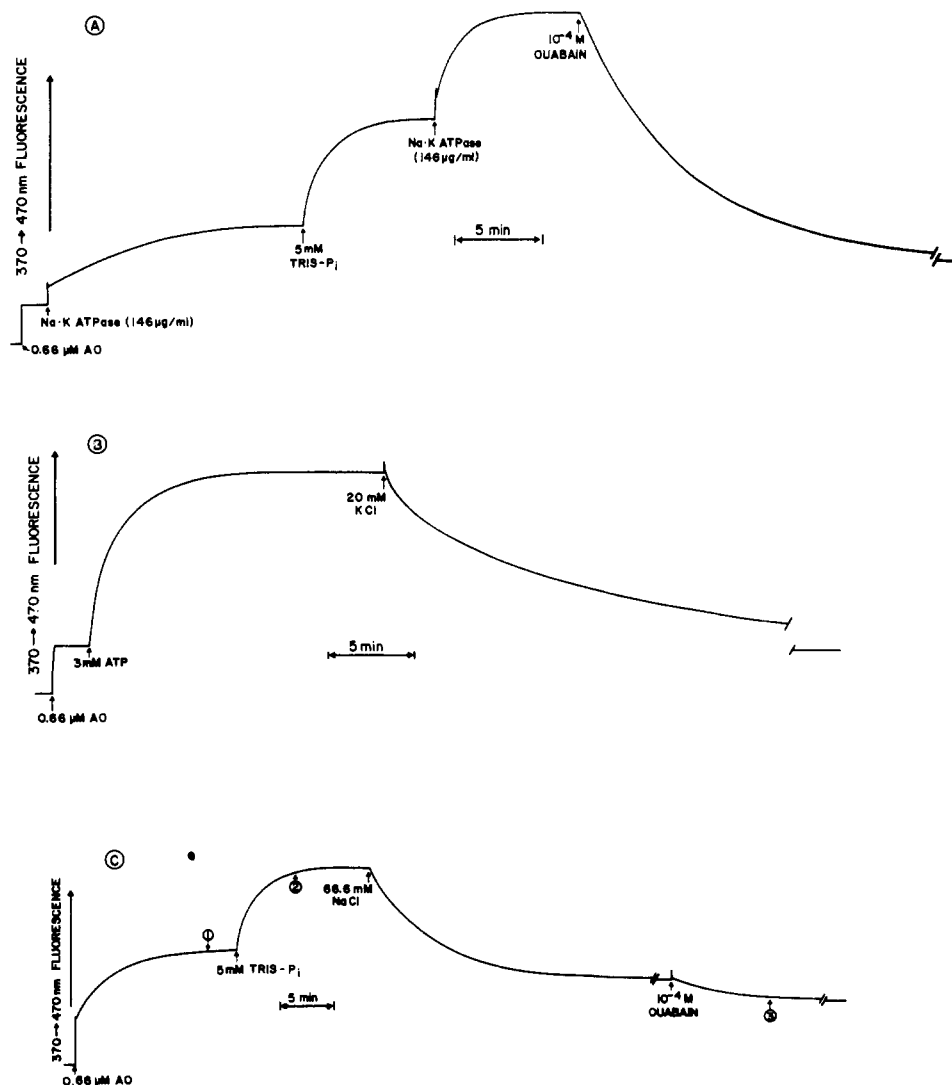 A
370→470 nm FLUORESCENCE
10⁻⁴ M
OUABAIN
Na·K ATPase
(146µg/ml)
5 min
5mM
TRIS-Pi
Na·K ATPase (146µg/ml)
0.66 µM AO
B
370→470 nm FLUORESCENCE
20 mM
KCl
5 min
3mM ATP
0.66 µM AO
C
370→470 nm FLUORESCENCE
1
2
66.6 mM
NaCl
5mM TRIS-Pi
5 min
10⁻⁴ M
OUABAIN
3
0.66 µM AO